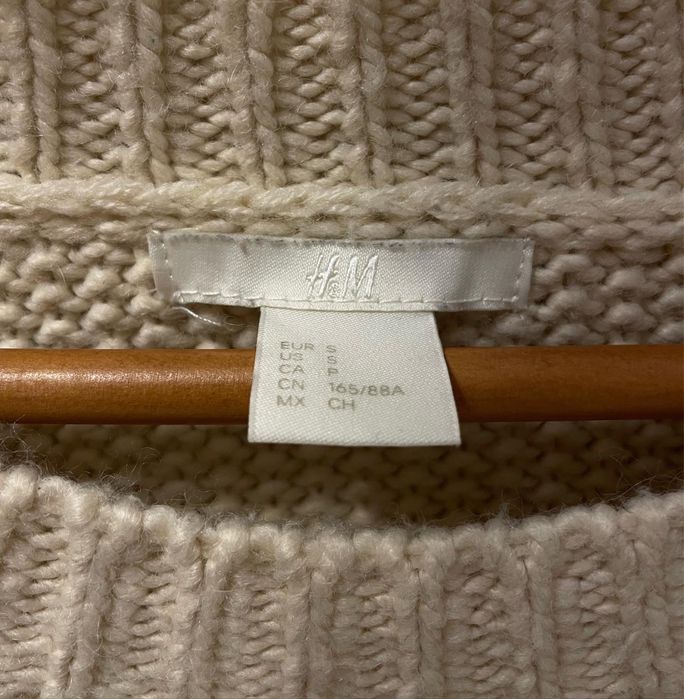 H&M
EUR S
US S
CA P
CN 165/88A
MX CH